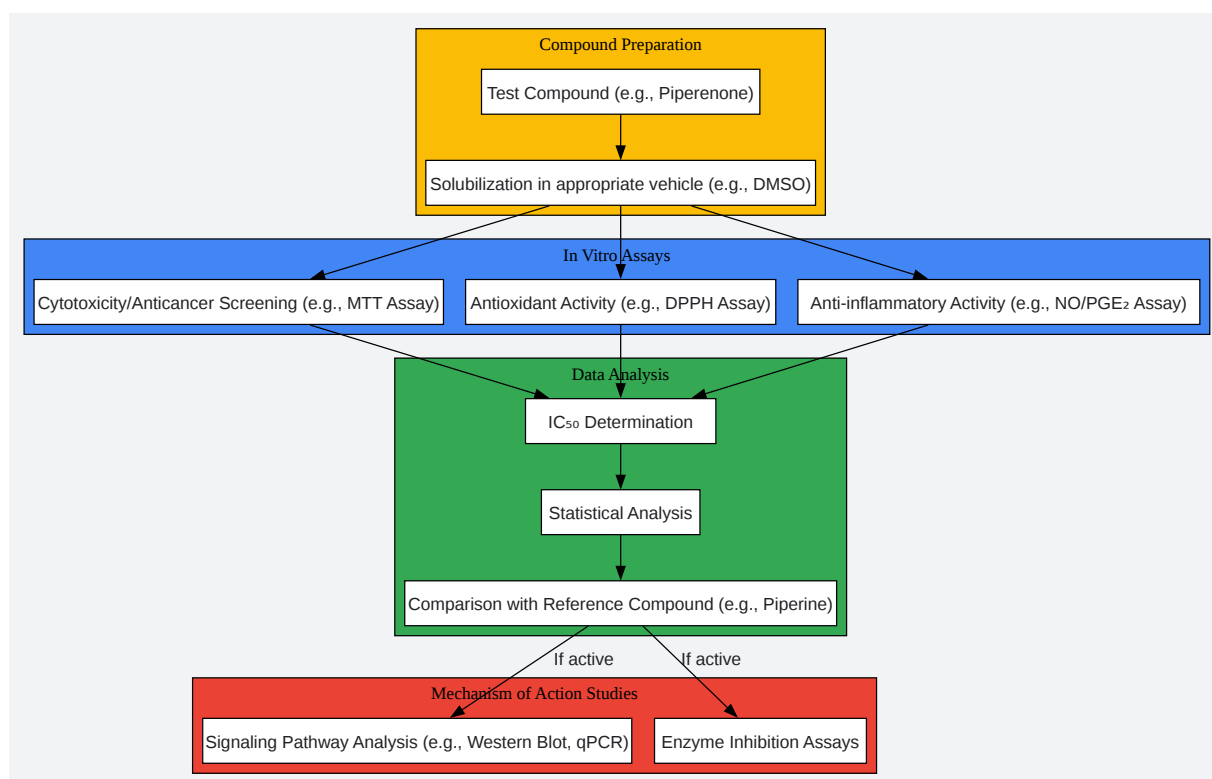 Compound Preparation
Test Compound (e.g., Piperenone)
Solubilization in appropriate vehicle (e.g., DMSO)
In Vitro Assays
Cytotoxicity/Anticancer Screening (e.g., MTT Assay)
Antioxidant Activity (e.g., DPPH Assay)
Anti-inflammatory Activity (e.g., NO/PGE₂ Assay)
Data Analysis
IC₅₀ Determination
Statistical Analysis
Comparison with Reference Compound (e.g., Piperine)
If active
If active
Mechanism of Action Studies
Signaling Pathway Analysis (e.g., Western Blot, qPCR)
Enzyme Inhibition Assays